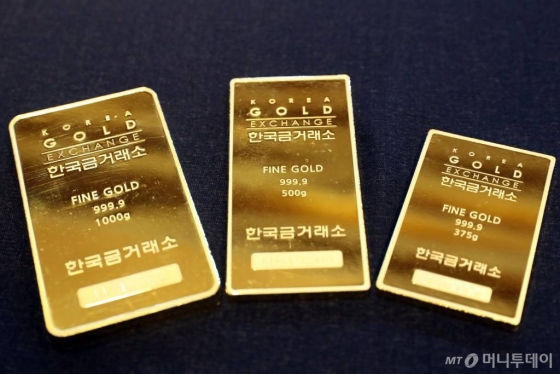 KOREA
GOLD
EXCHANGE
한국금거래소
FINE GOLD
999.9
1000g
한국금거래소
KOREA
GOLD
EXCHANGE
한국금거래소
FINE GOLD
999.9
500g
한국금거래소
KOREA
GOLD
EXCHANGE
한국금거래소
FINE GOLD
999.9
375g
한국금거래소
MT 머니투데이